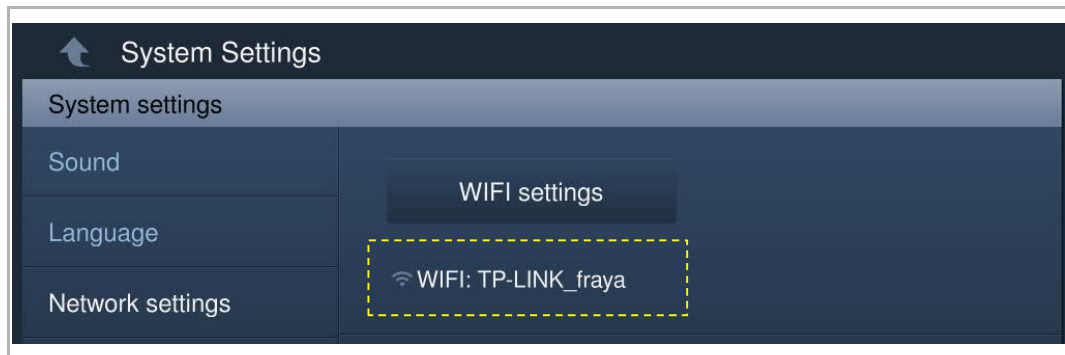 System Settings
System settings
Sound
Language
Network settings
WIFI settings
WIFI: TP-LINK_fraya